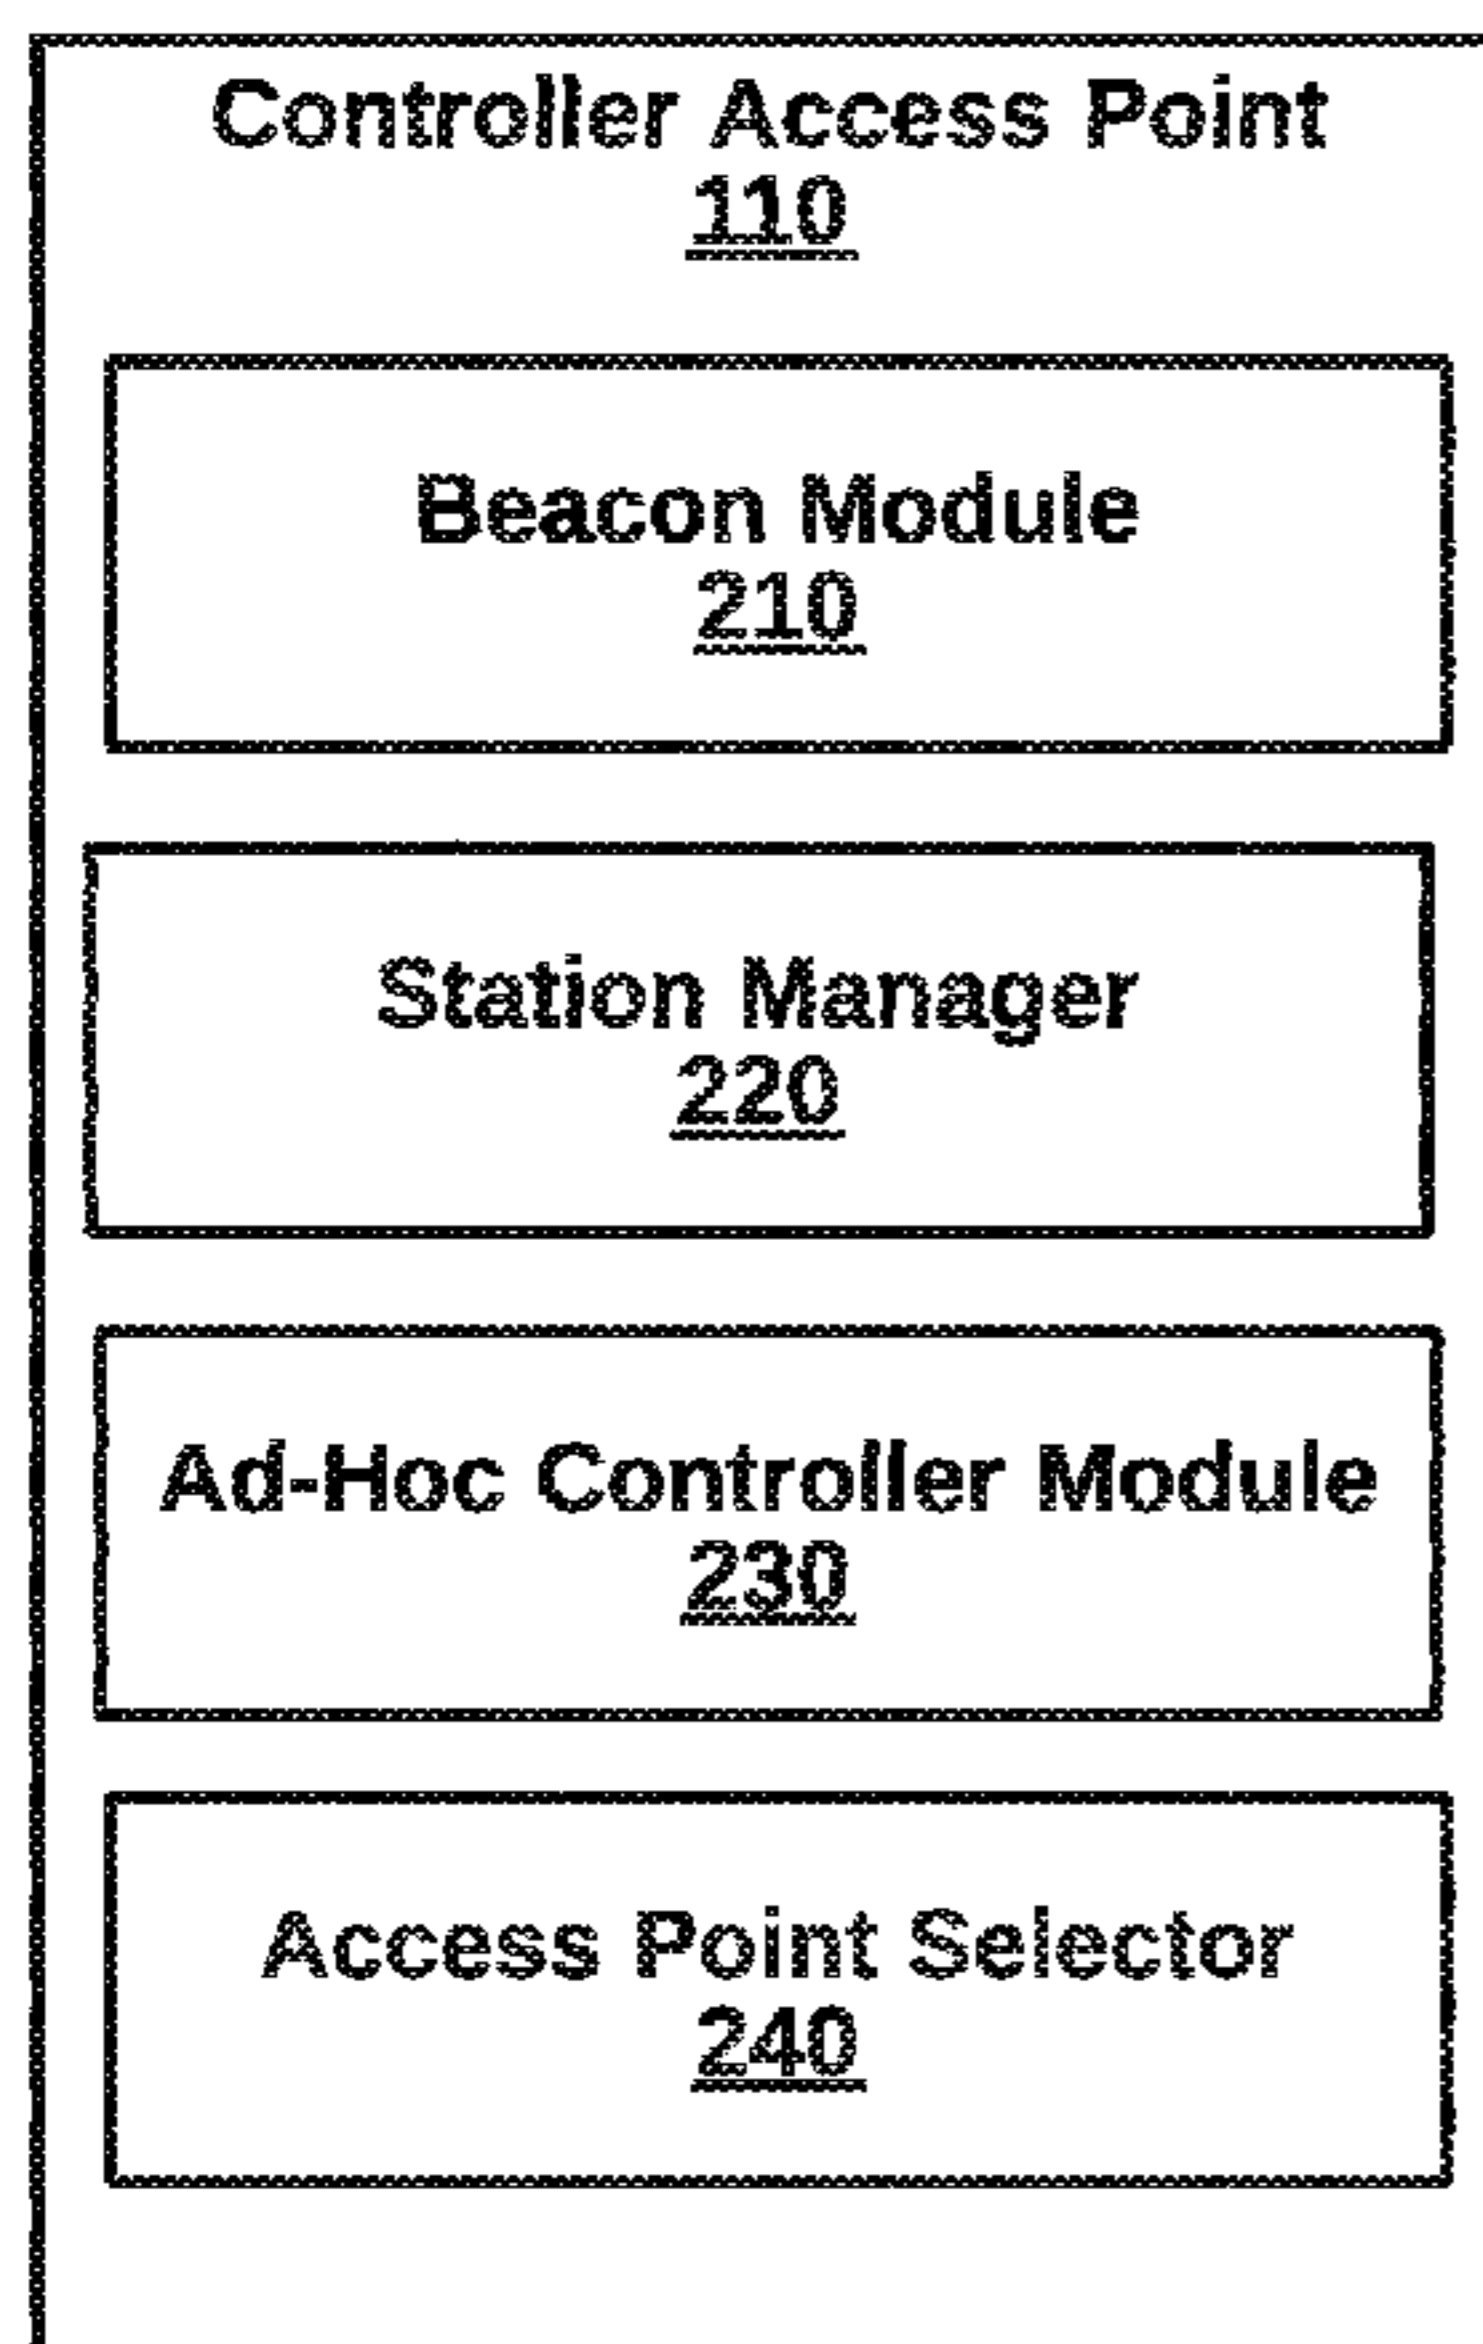 Controller Access Point
110
Beacon Module
210
Station Manager
220
Ad-Hoc Controller Module
230
Access Point Selector
240